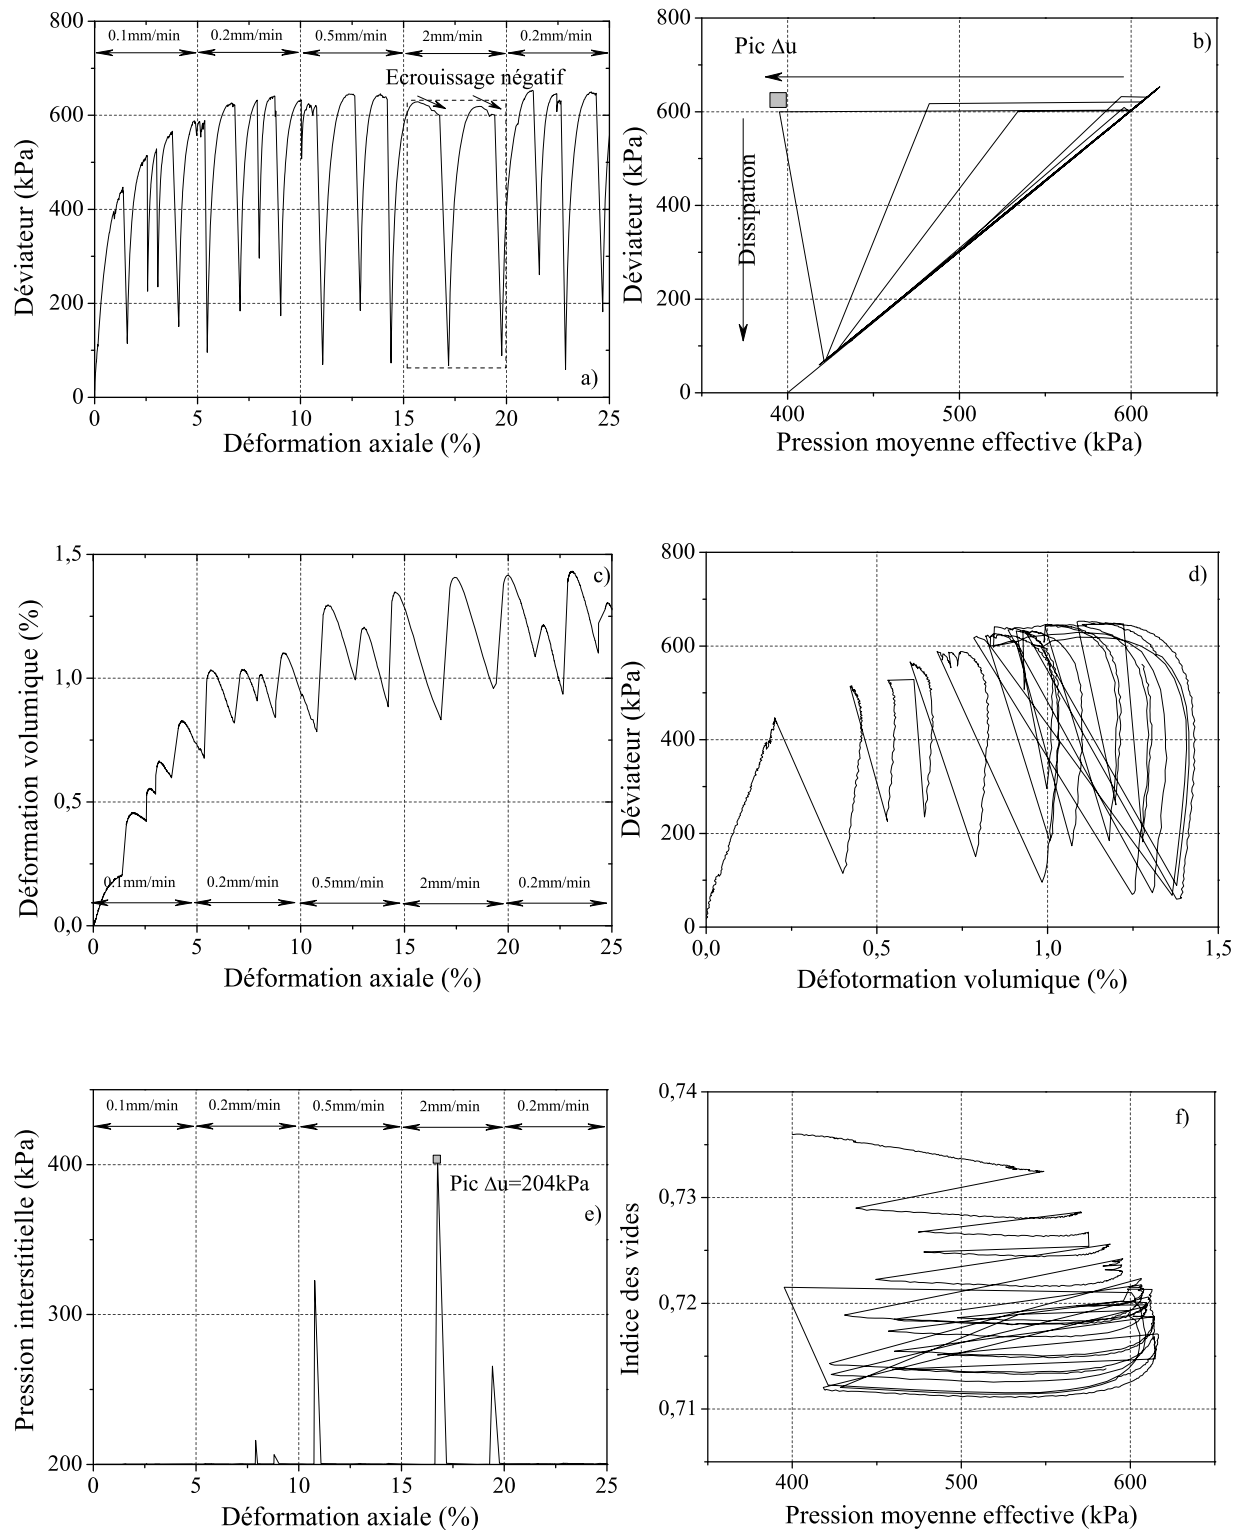 800
600
400
200
0
Déviateur (kPa)
0.1mm/min
0.2mm/min
0.5mm/min
2mm/min
0.2mm/min
Ecrouissage négatif
a)
0
5
10
15
20
25
Déformation axiale (%)
800
600
400
200
0
Déviateur (kPa)
Pic Δu
b)
Dissipation
400
500
600
Pression moyenne effective (kPa)
1,5
1,0
0,5
0,0
Déformation volumique (%)
c)
0.1mm/min
0.2mm/min
0.5mm/min
2mm/min
0.2mm/min
0
5
10
15
20
25
Déformation axiale (%)
800
600
400
200
0
Déviateur (kPa)
d)
0,0
0,5
1,0
1,5
Défotormation volumique (%)
400
300
200
Pression interstitielle (kPa)
0.1mm/min
0.2mm/min
0.5mm/min
2mm/min
0.2mm/min
Pic Δu=204kPa
e)
0
5
10
15
20
25
Déformation axiale (%)
0,74
0,73
0,72
0,71
Indice des vides
f)
400
500
600
Pression moyenne effective (kPa)